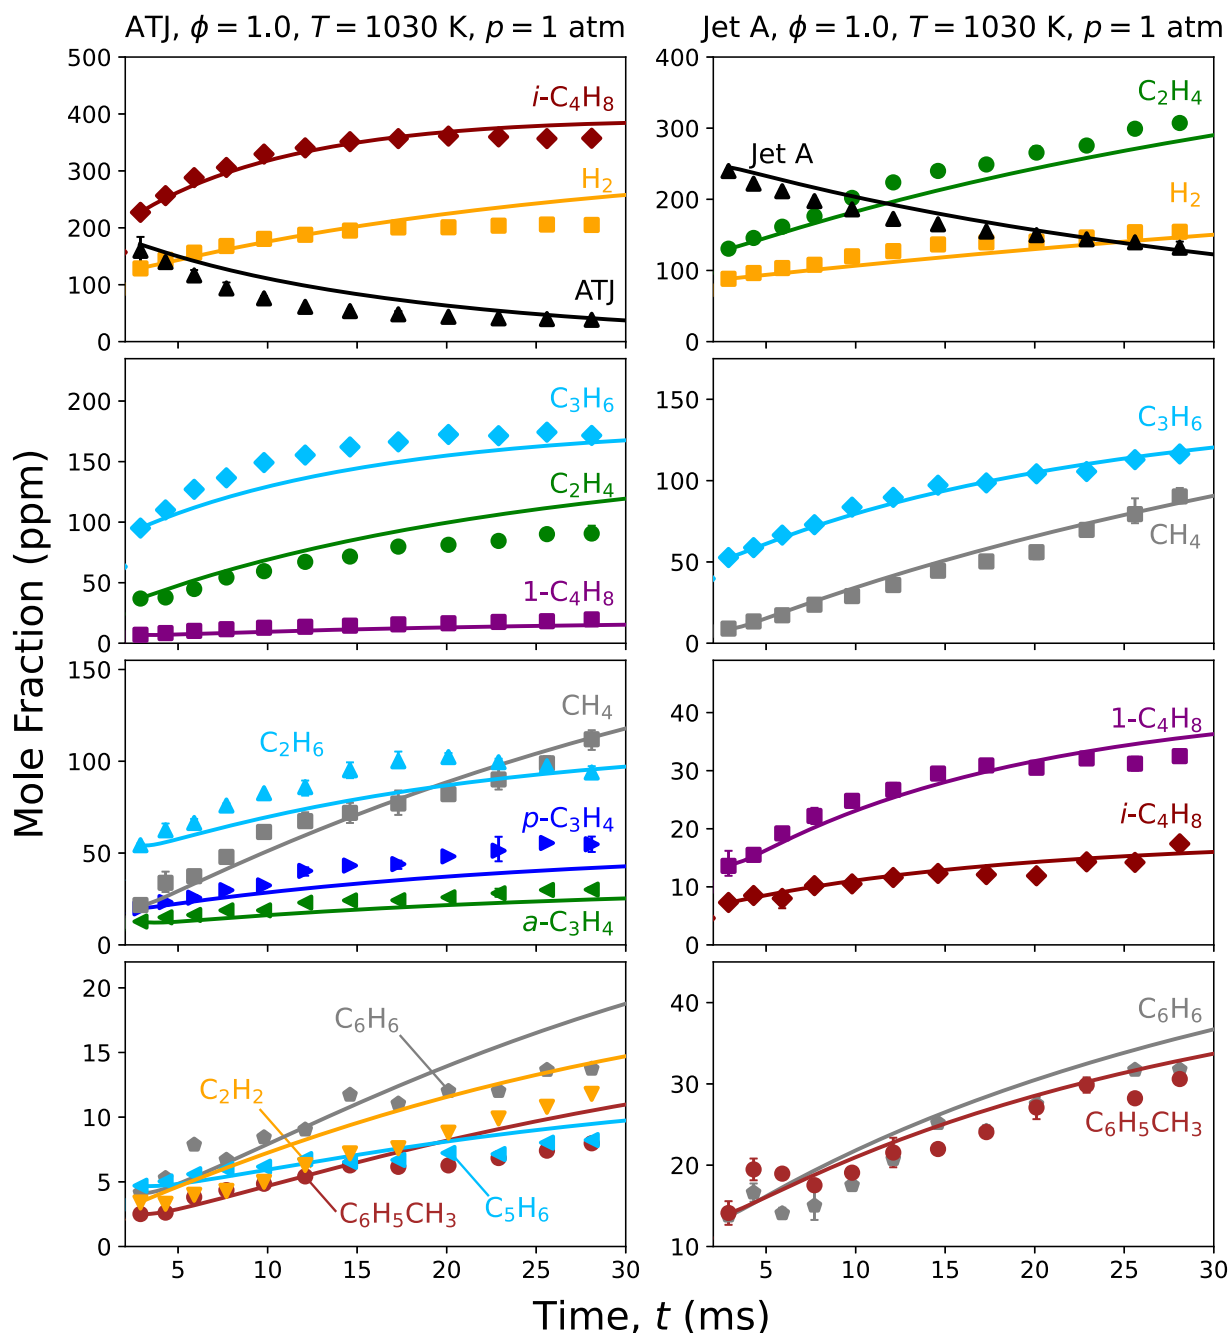 ATJ, ϕ = 1.0, T = 1030 K, p = 1 atm
Jet A, ϕ = 1.0, T = 1030 K, p = 1 atm
500
400
300
200
100
0
i-C₄H₈
H₂
ATJ
400
300
200
100
0
C₂H₄
Jet A
H₂
200
150
100
50
0
C₃H₆
C₂H₄
1-C₄H₈
150
100
50
0
C₃H₆
CH₄
150
100
50
0
CH₄
C₂H₆
p-C₃H₄
a-C₃H₄
40
30
20
10
0
1-C₄H₈
i-C₄H₈
20
15
10
5
0
C₆H₆
C₂H₂
C₆H₅CH₃
C₅H₆
5 10 15 20 25 30
40
30
20
10
C₆H₆
C₆H₅CH₃
5 10 15 20 25 30
Mole Fraction (ppm)
Time, t (ms)